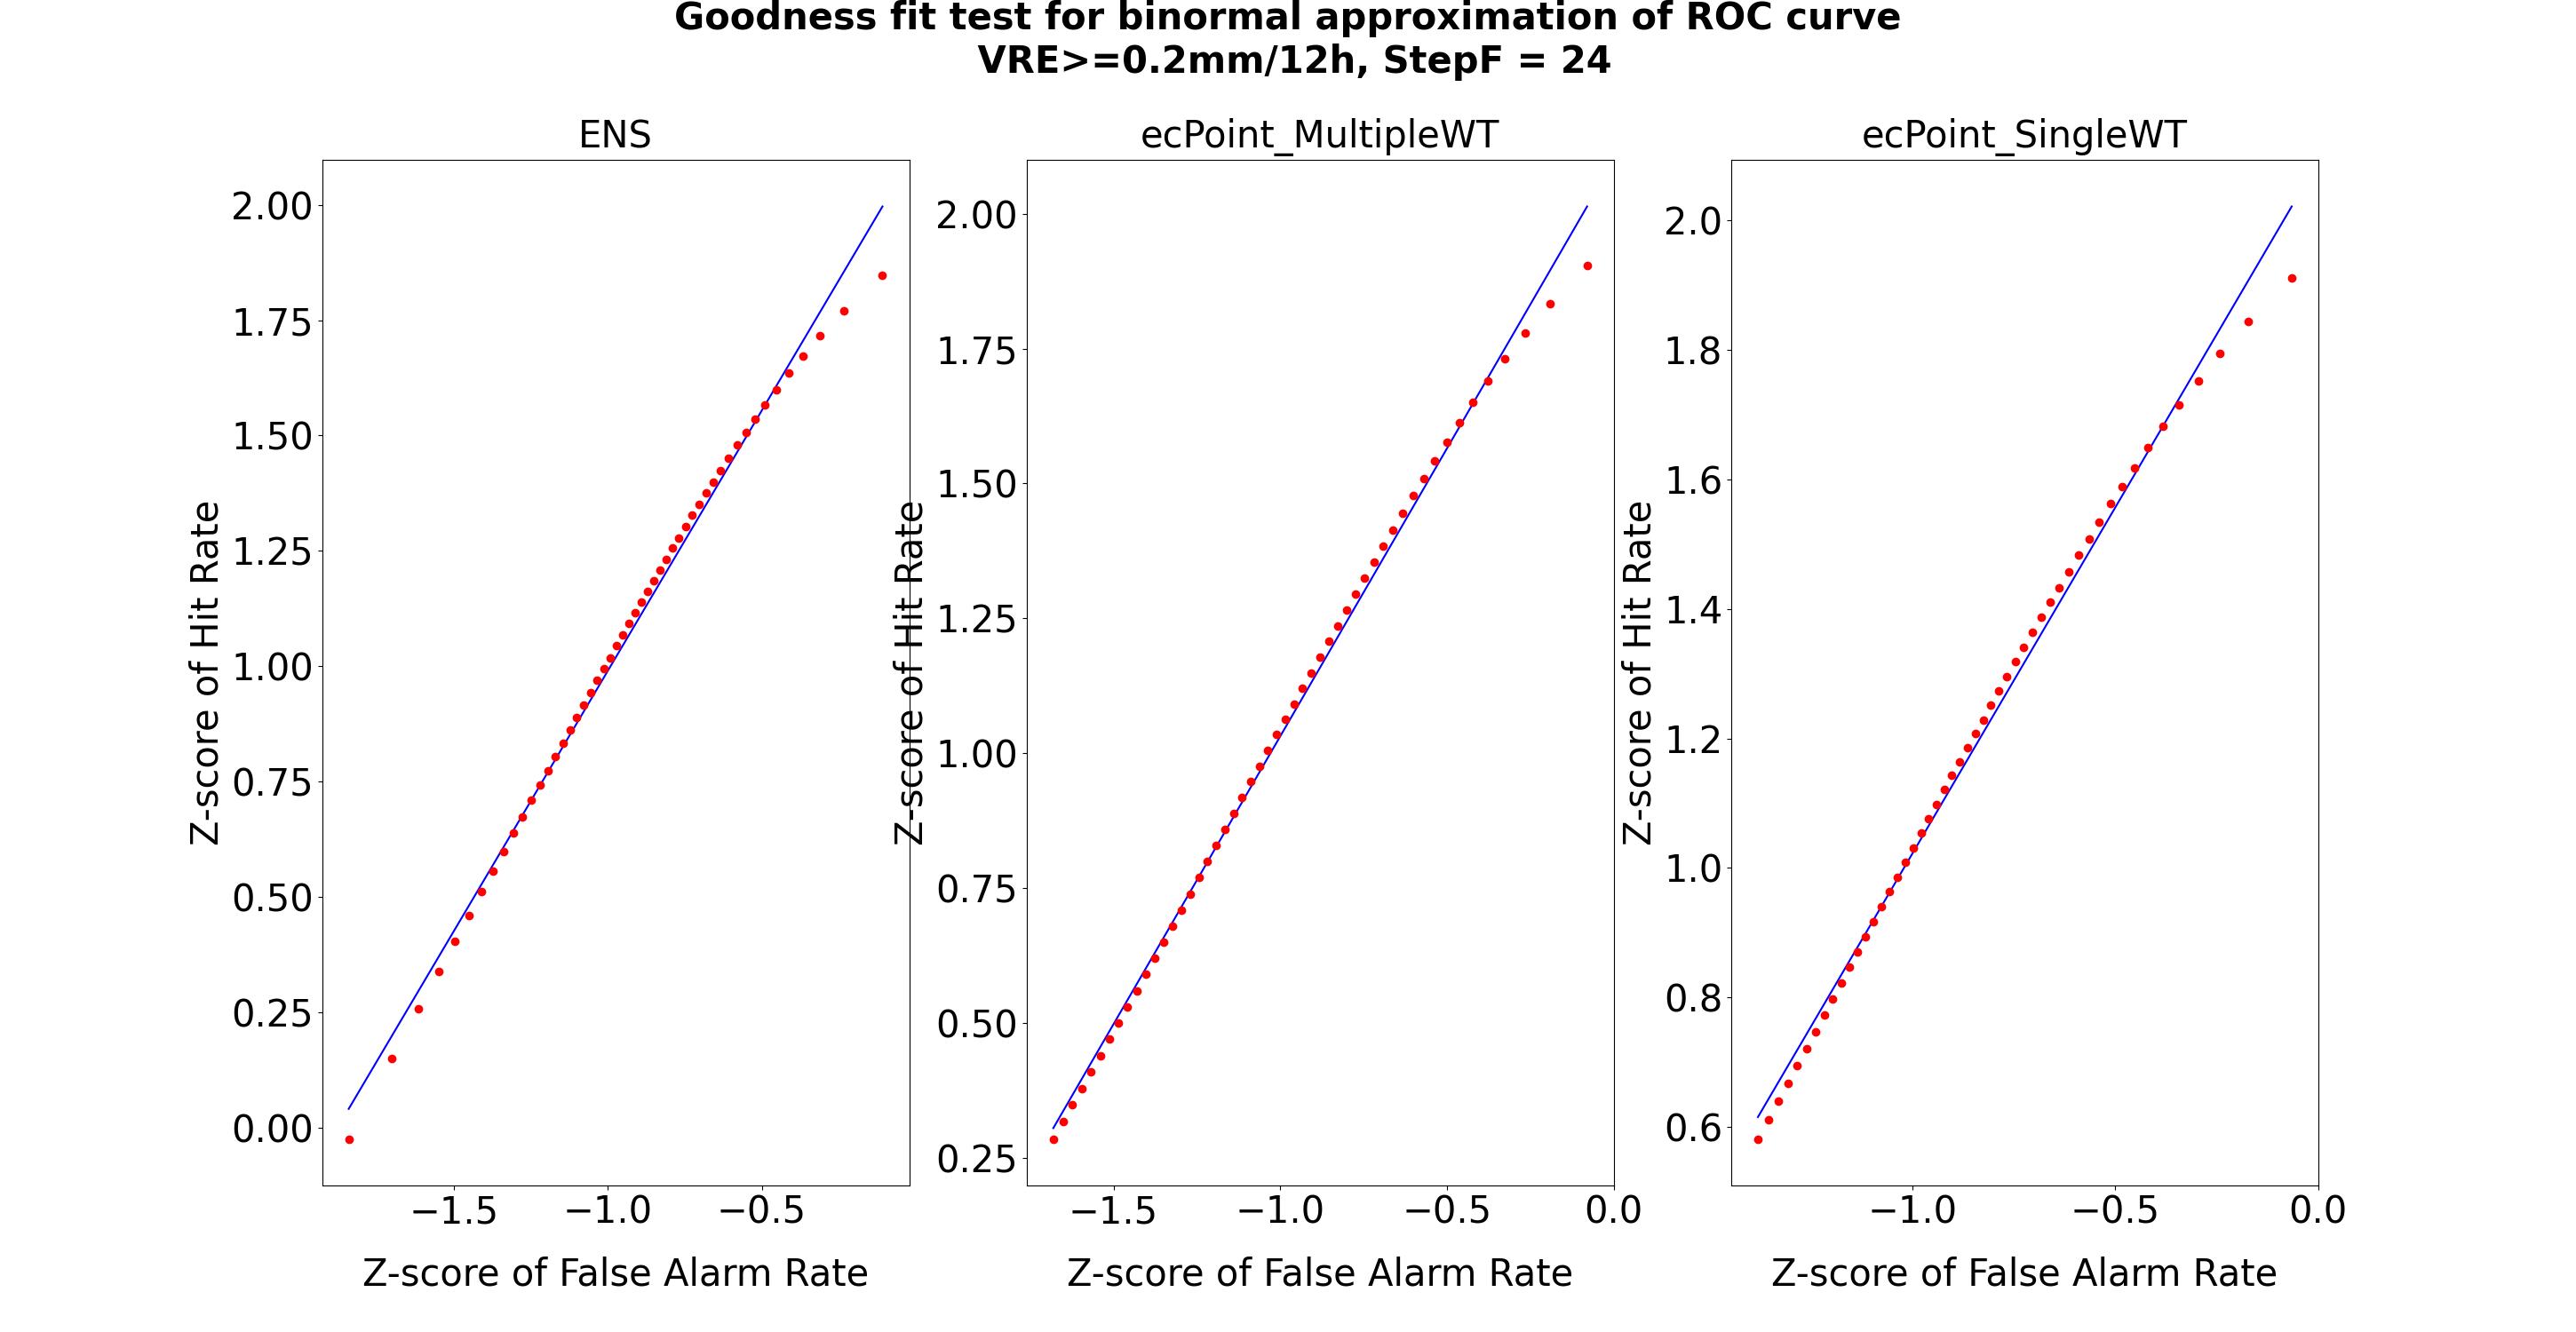 Goodness fit test for binormal approximation of ROC curve
VRE>=0.2mm/12h, StepF = 24
ENS
2.00
1.75
1.50
1.25
1.00
0.75
0.50
0.25
0.00
Z-score of Hit Rate
−1.5 −1.0 −0.5
Z-score of False Alarm Rate
ecPoint_MultipleWT
2.00
1.75
1.50
1.25
1.00
0.75
0.50
0.25
Z-score of Hit Rate
−1.5 −1.0 −0.5 0.0
Z-score of False Alarm Rate
ecPoint_SingleWT
2.0
1.8
1.6
1.4
1.2
1.0
0.8
0.6
Z-score of Hit Rate
−1.0 −0.5 0.0
Z-score of False Alarm Rate